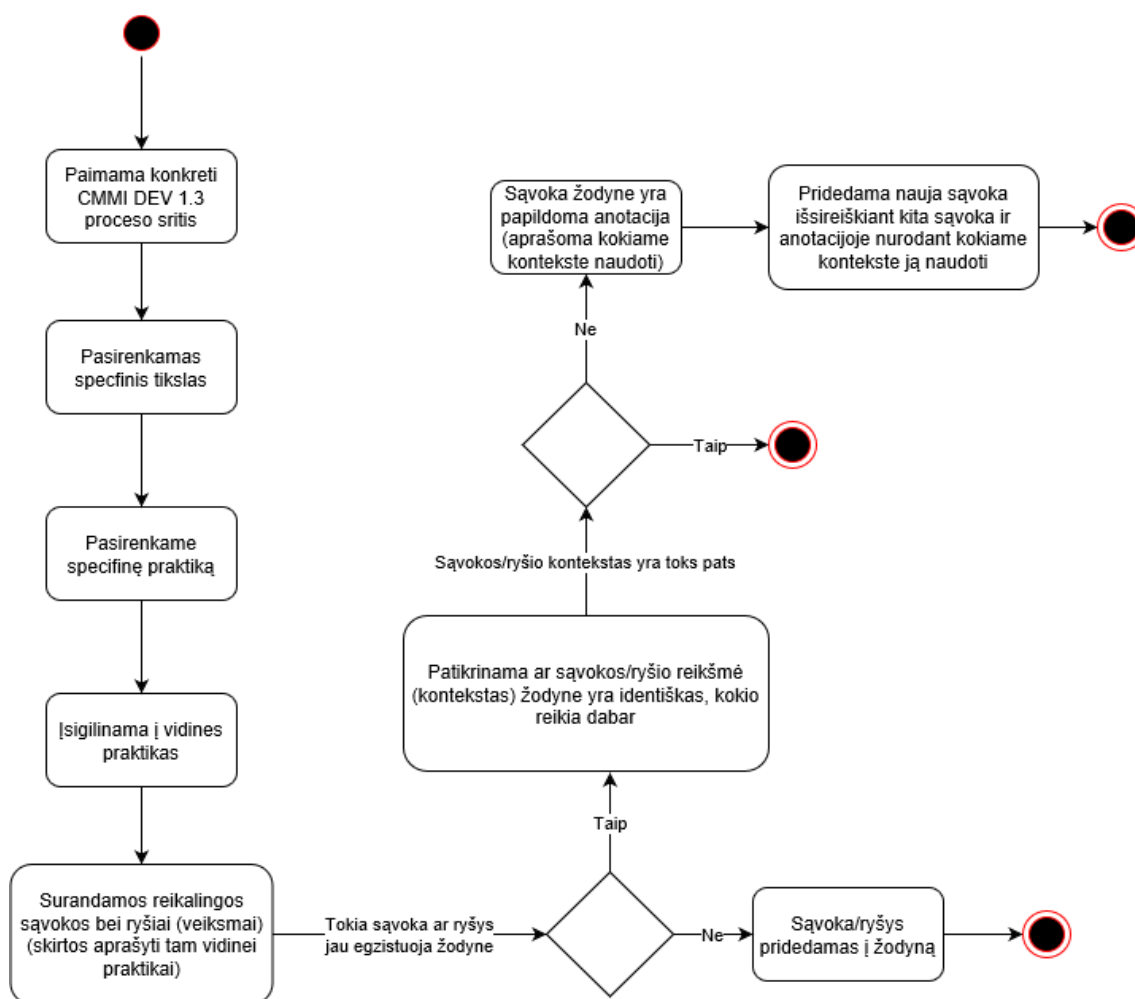 Paimama konkreti
CMMI DEV 1.3
proceso sritis
Pasirenkamas
specfinis tikslas
Pasirenkame
specifinę praktiką
Įsigilinama į vidines
praktikas
Surandamos reikalingos
sąvokos bei ryšiai (veiksmai)
(skirtos aprašyti tam vidinei
praktikai)
Tokia sąvoka ar ryšys
jau egzistuoja žodyne
Ne
Sąvoka/ryšys
pridedamas į žodyną
Taip
Patikrinama ar sąvokos/ryšio reikšmė
(kontekstas) žodyne yra identiškas, kokio
reikia dabar
Sąvokos/ryšio kontekstas yra toks pats
Taip
Ne
Sąvoka žodyne yra
papildoma anotacija
(aprašoma kokiame
kontekste naudoti)
Pridedama nauja sąvoka
išsireiškiant kita sąvoka ir
anotacijoje nurodant kokiame
kontekste ją naudoti